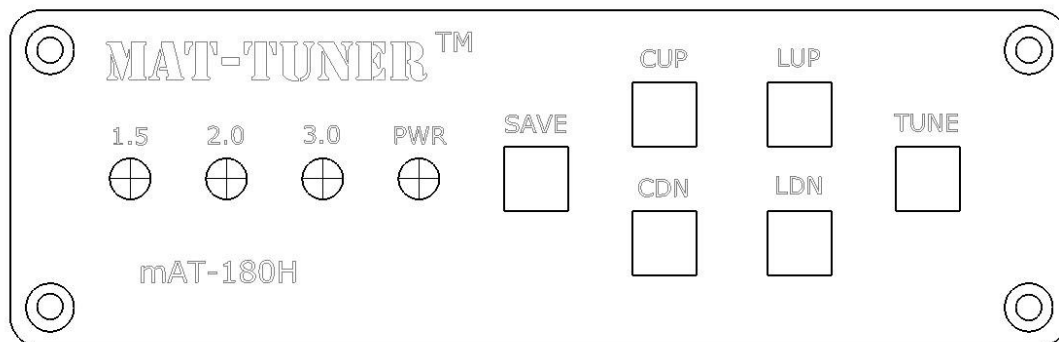 MAT-TUNER™
CUP LUP
SAVE TUNE
1.5 2.0 3.0 PWR
CDN LDN
mAT-180H